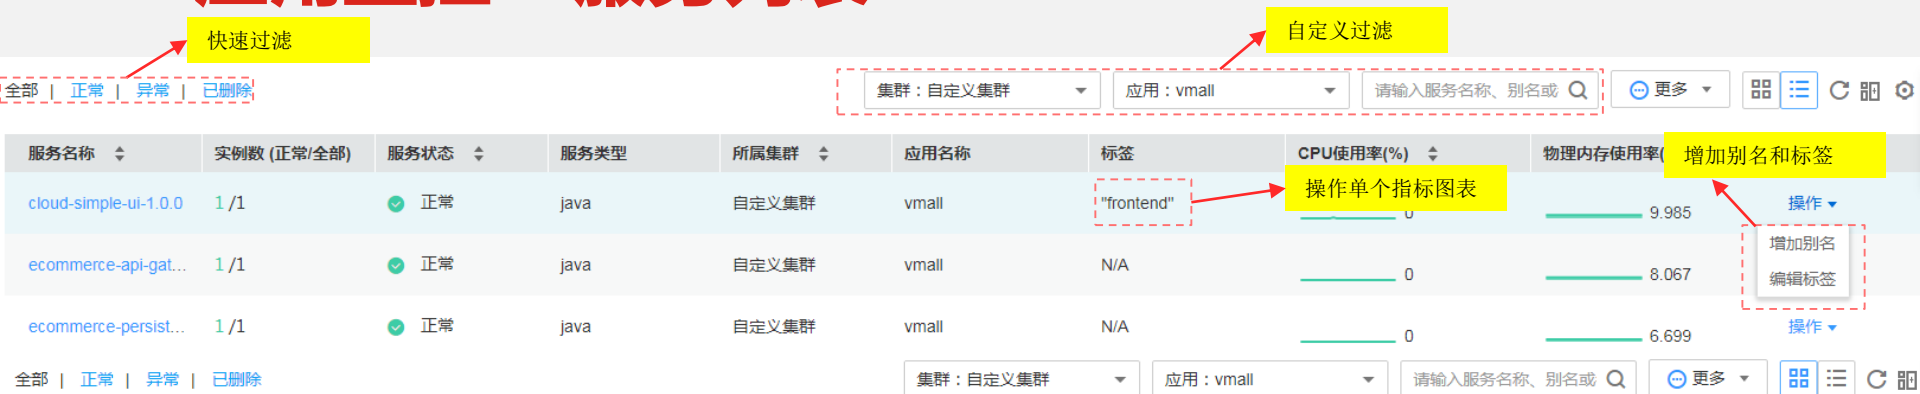 应用监控—服务列表
快速过滤
自定义过滤
全部 | 正常 | 异常 | 已删除
集群：自定义集群
应用：vmall
请输入服务名称、别名或
更多
服务名称 实例数 (正常/全部) 服务状态 服务类型 所属集群 应用名称 标签 CPU使用率(%) 物理内存使用率(
增加别名和标签
操作单个指标图表
cloud-simple-ui-1.0.0 1/1 正常 java 自定义集群 vmall "frontend" 0 9.985 操作
增加别名
ecommerce-api-gat... 1/1 正常 java 自定义集群 vmall N/A 0 8.067
编辑标签
ecommerce-persist... 1/1 正常 java 自定义集群 vmall N/A 0 6.699 操作
全部 | 正常 | 异常 | 已删除
集群：自定义集群
应用：vmall
请输入服务名称、别名或
更多